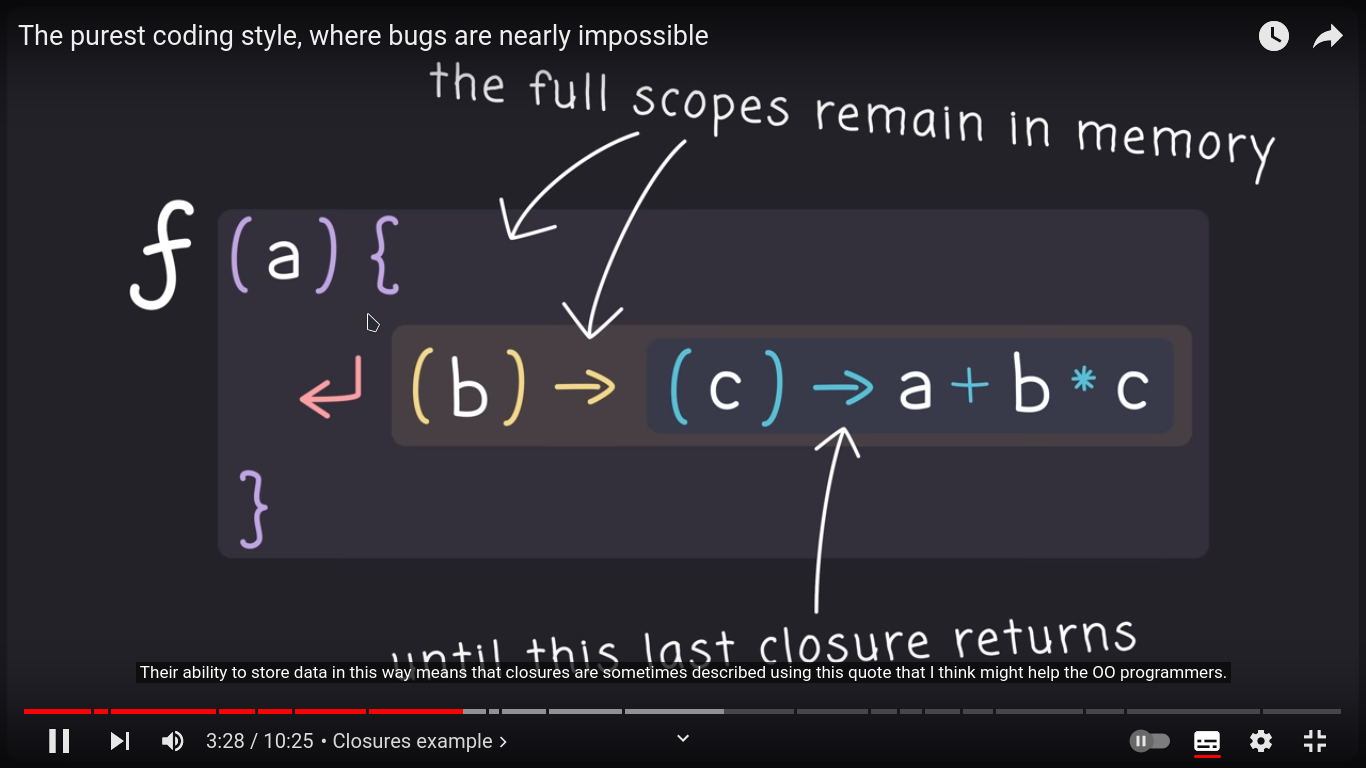 The purest coding style, where bugs are nearly impossible
the full scopes remain in memory
f (a) {
(b) → (c) → a + b * c
}
until this last closure returns
Their ability to store data in this way means that closures are sometimes described using this quote that I think might help the OO programmers.
3:28 / 10:25 • Closures example >